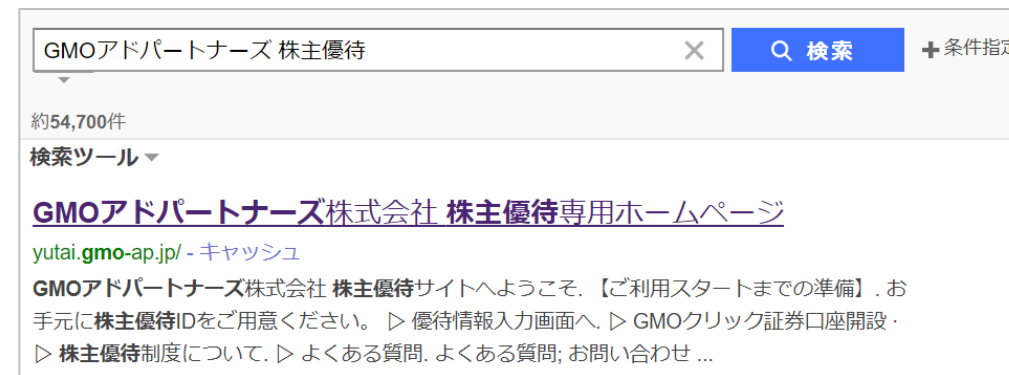 GMOアドパートナーズ 株主優待
検索
条件指定
約54,700件
検索ツール
GMOアドパートナーズ株式会社 株主優待専用ホームページ
yutai.gmo-ap.jp/ - キャッシュ
GMOアドパートナーズ株式会社 株主優待サイトへようこそ. 【ご利用スタートまでの準備】. お
手元に株主優待IDをご用意ください。 ▷ 優待情報入力画面へ. ▷ GMOクリック証券口座開設 ·
▷ 株主優待制度について. ▷ よくある質問. よくある質問; お問い合わせ ...